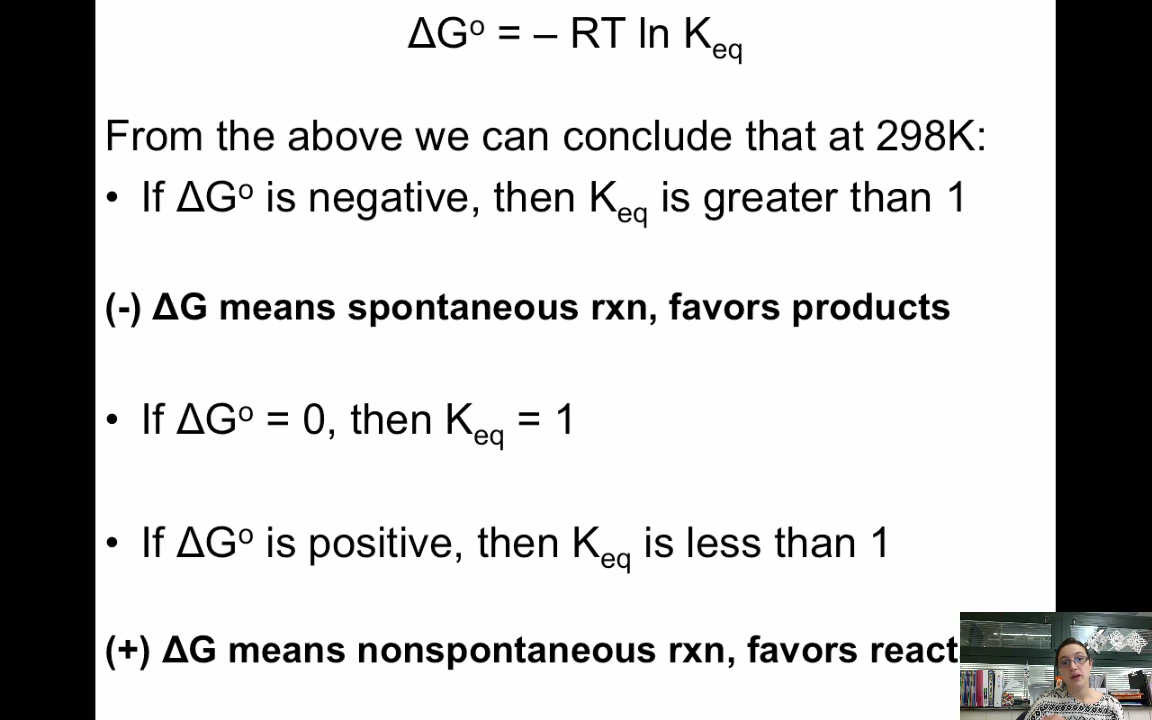 ΔGº = – RT ln Keq
From the above we can conclude that at 298K:
• If ΔGº is negative, then Keq is greater than 1
(-) ΔG means spontaneous rxn, favors products
• If ΔGº = 0, then Keq = 1
• If ΔGº is positive, then Keq is less than 1
(+) ΔG means nonspontaneous rxn, favors react